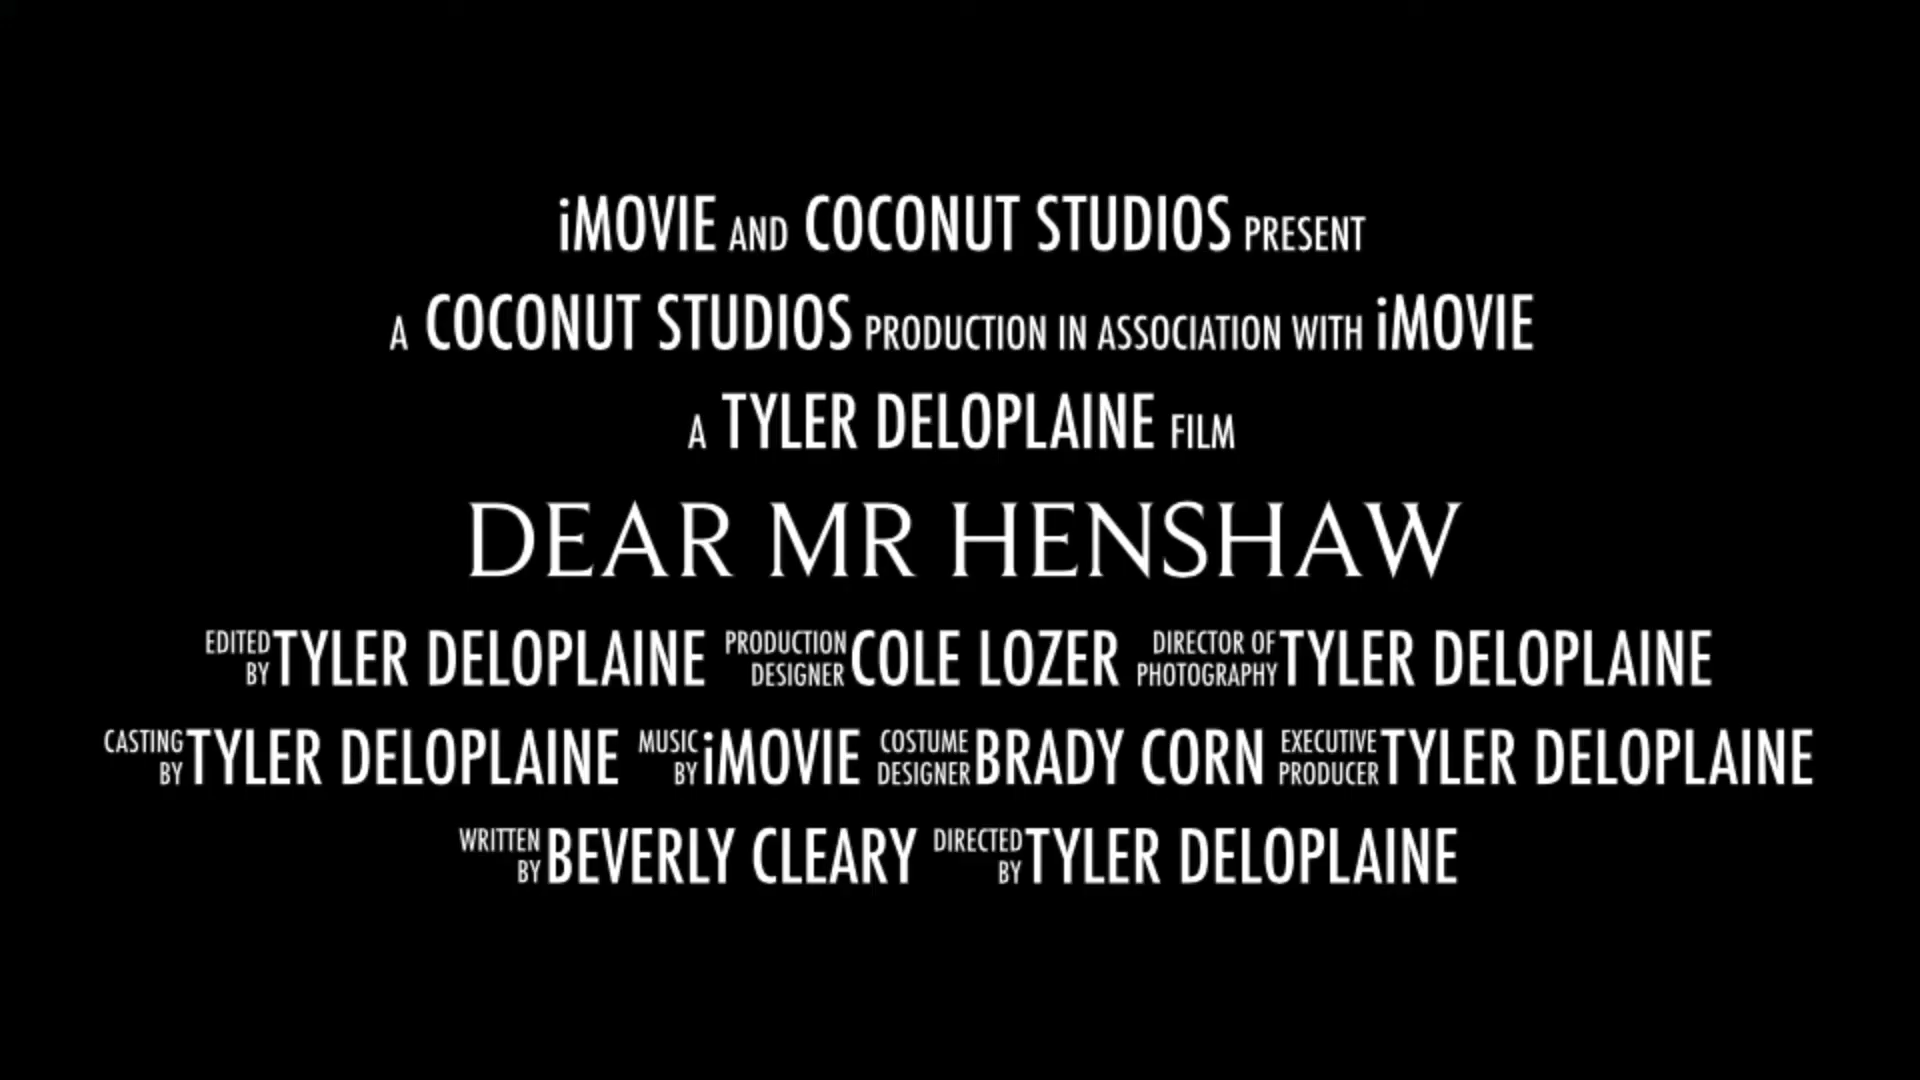 iMOVIE AND COCONUT STUDIOS PRESENT
A COCONUT STUDIOS PRODUCTION IN ASSOCIATION WITH iMOVIE
A TYLER DELOPLAINE FILM
DEAR MR HENSHAW
EDITED BY TYLER DELOPLAINE PRODUCTION DESIGNER COLE LOZER DIRECTOR OF PHOTOGRAPHY TYLER DELOPLAINE
CASTING BY TYLER DELOPLAINE MUSIC BY iMOVIE COSTUME DESIGNER BRADY CORN EXECUTIVE PRODUCER TYLER DELOPLAINE
WRITTEN BY BEVERLY CLEARY DIRECTED BY TYLER DELOPLAINE